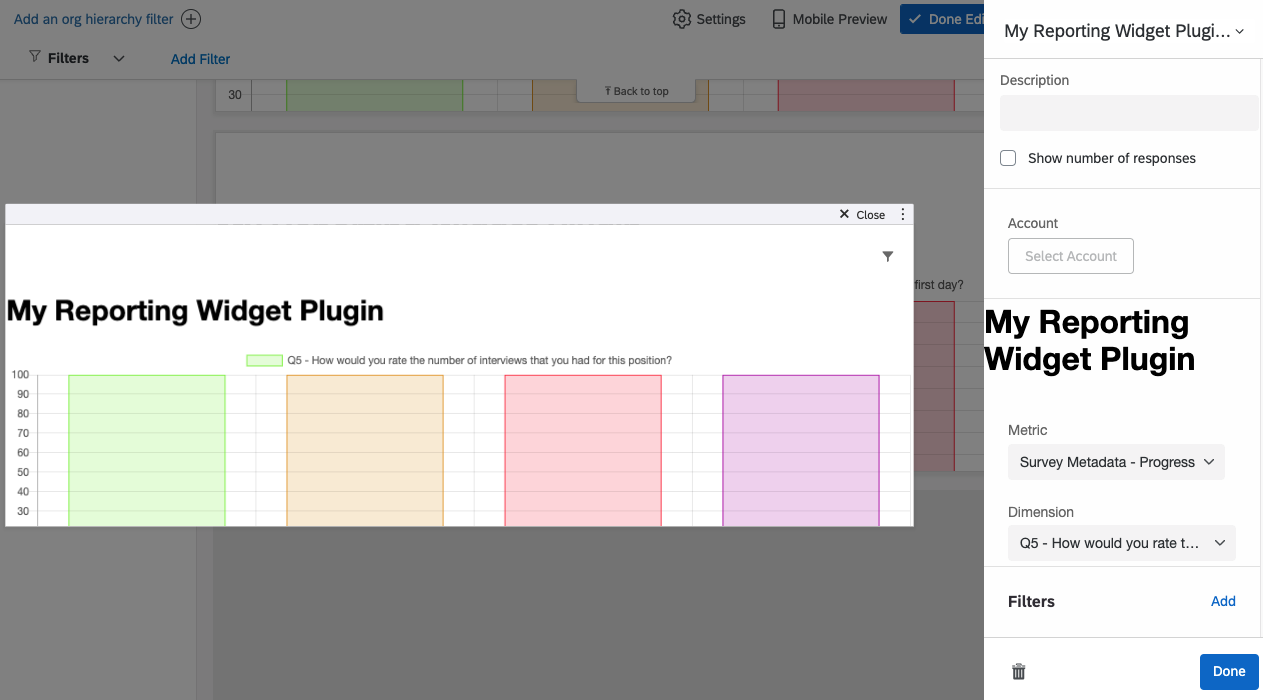 Add an org hierarchy filter
Settings
Mobile Preview
Done Edi
Filters
Add Filter
30
Back to top
Close
first day?
My Reporting Widget Plugin
Q5 - How would you rate the number of interviews that you had for this position?
100
90
80
70
60
50
40
30
My Reporting Widget Plugi...
Description
Show number of responses
Account
Select Account
My Reporting
Widget Plugin
Metric
Survey Metadata - Progress
Dimension
Q5 - How would you rate t...
Filters
Add
Done